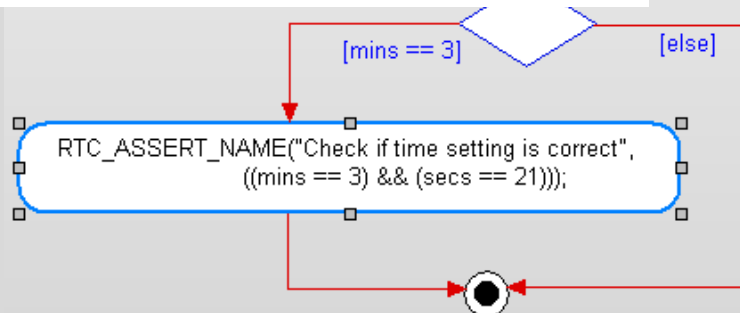 [mins == 3]
[else]
RTC_ASSERT_NAME("Check if time setting is correct",
((mins == 3) && (secs == 21)));